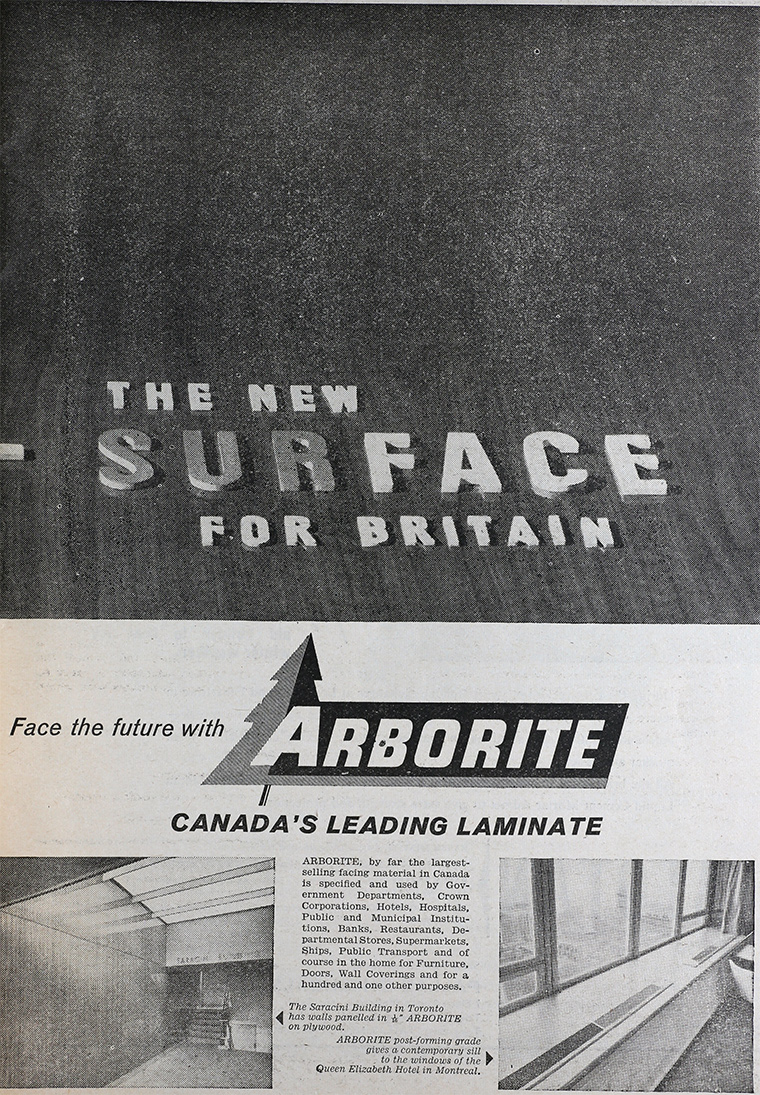 THE NEW
SURFACE
FOR BRITAIN
Face the future with
ARBORITE
CANADA'S LEADING LAMINATE
ARBORITE, by far the largest-
selling facing material in Canada
is specified and used by Gov-
ernment Departments, Crown
Corporations, Hotels, Hospitals,
Public and Municipal Institu-
tions, Banks, Restaurants, De-
partmental Stores, Supermarkets,
Ships, Public Transport and of
course in the home for Furniture,
Doors, Wall Coverings and for a
hundred and one other purposes.
The Saracini Building in Toronto
has walls panelled in ARBORITE
on plywood.
ARBORITE post-forming grade
gives a contemporary sill
to the windows of the
Queen Elizabeth Hotel in Montreal.